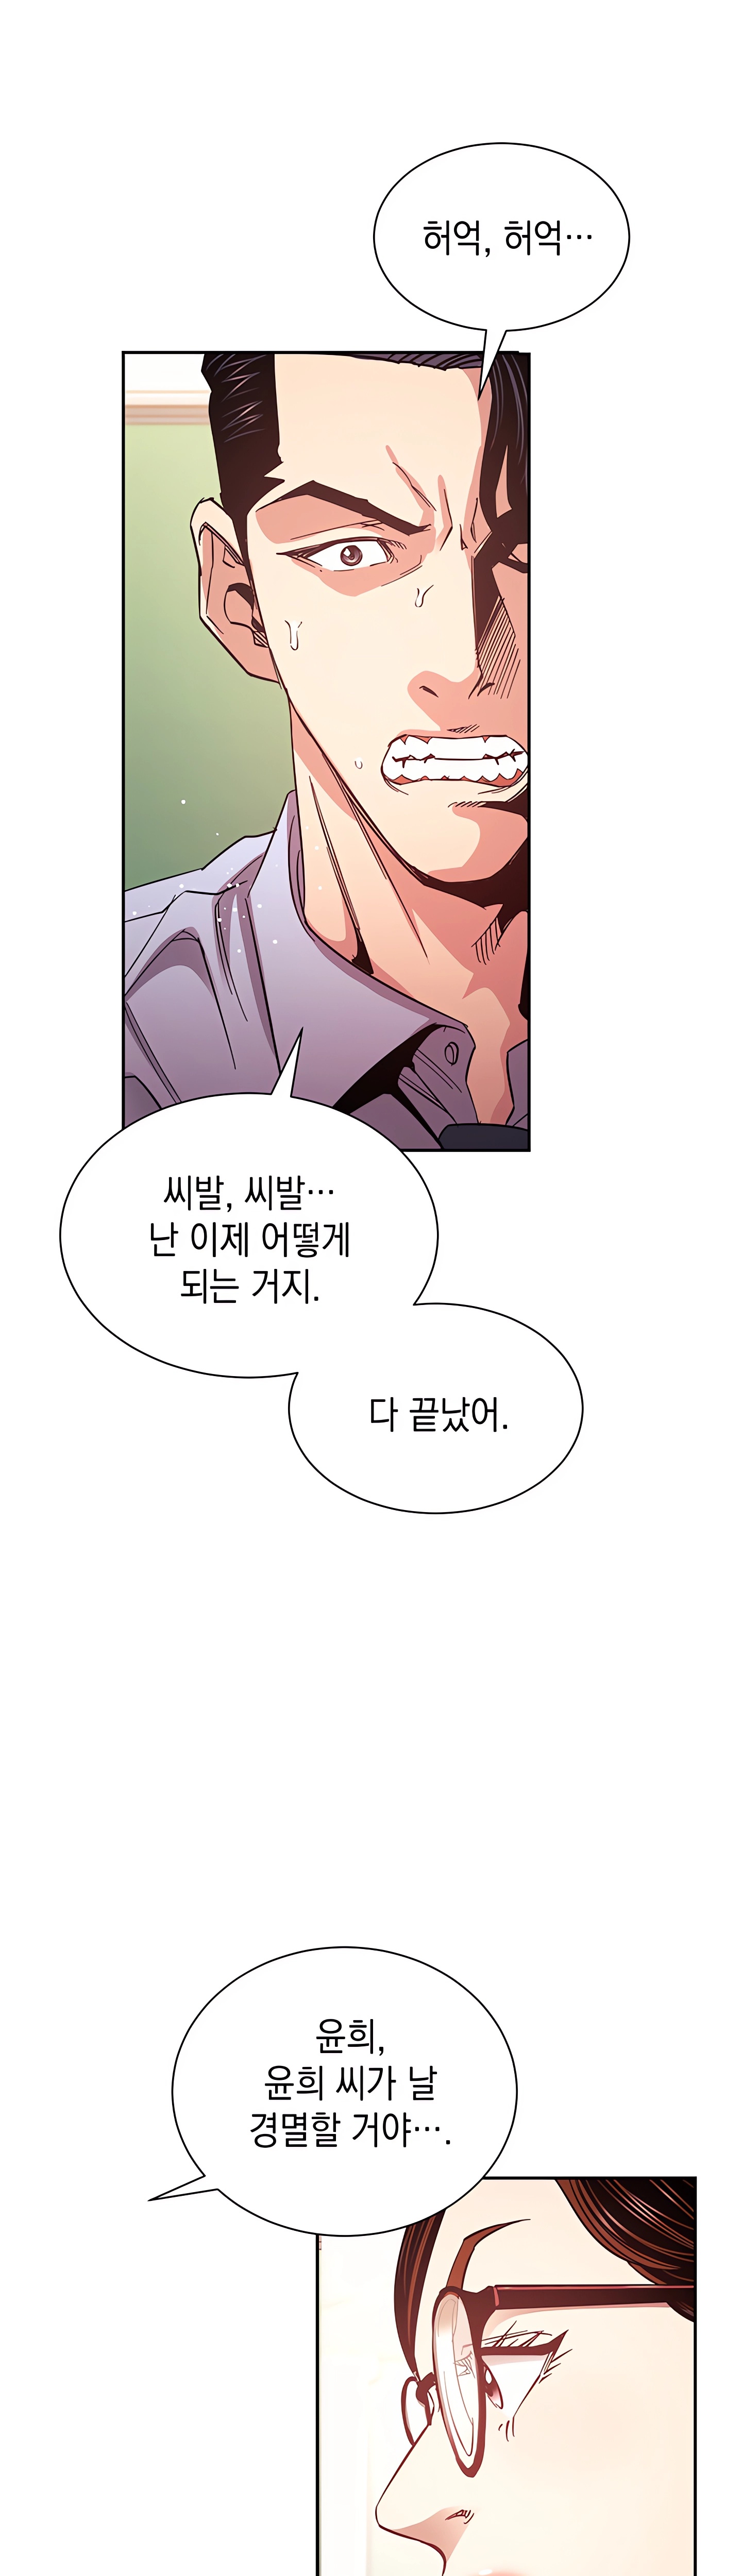 허억, 허억…
씨발, 씨발…
난 이제 어떻게
되는 거지.
다 끝났어.
윤희,
윤희 씨가 날
경멸할 거야….